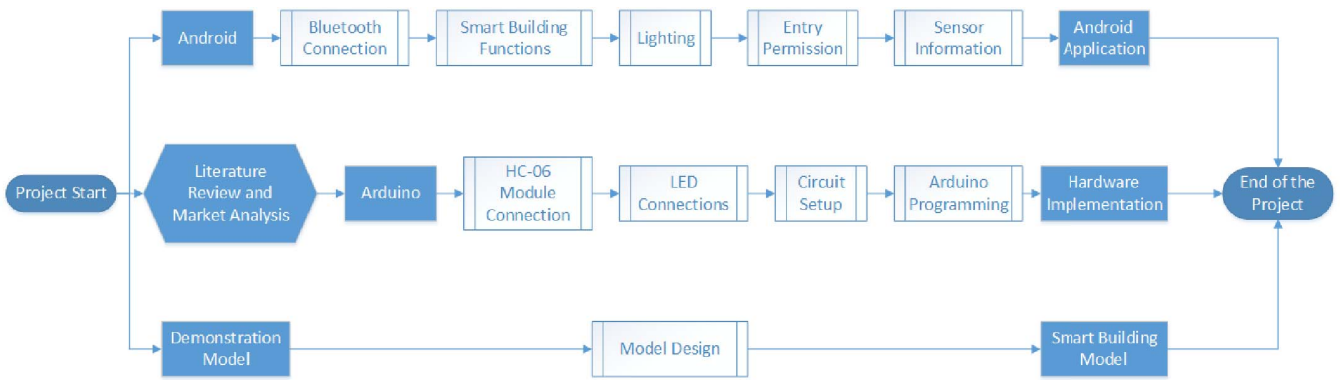 Android
Bluetooth
Connection
Smart Building
Functions
Lighting
Entry
Permission
Sensor
Information
Android
Application
Project Start
Literature
Review and
Market Analysis
Arduino
HC-06
Module
Connection
LED
Connections
Circuit
Setup
Arduino
Programming
Hardware
Implementation
End of the
Project
Demonstration
Model
Model Design
Smart Building
Model